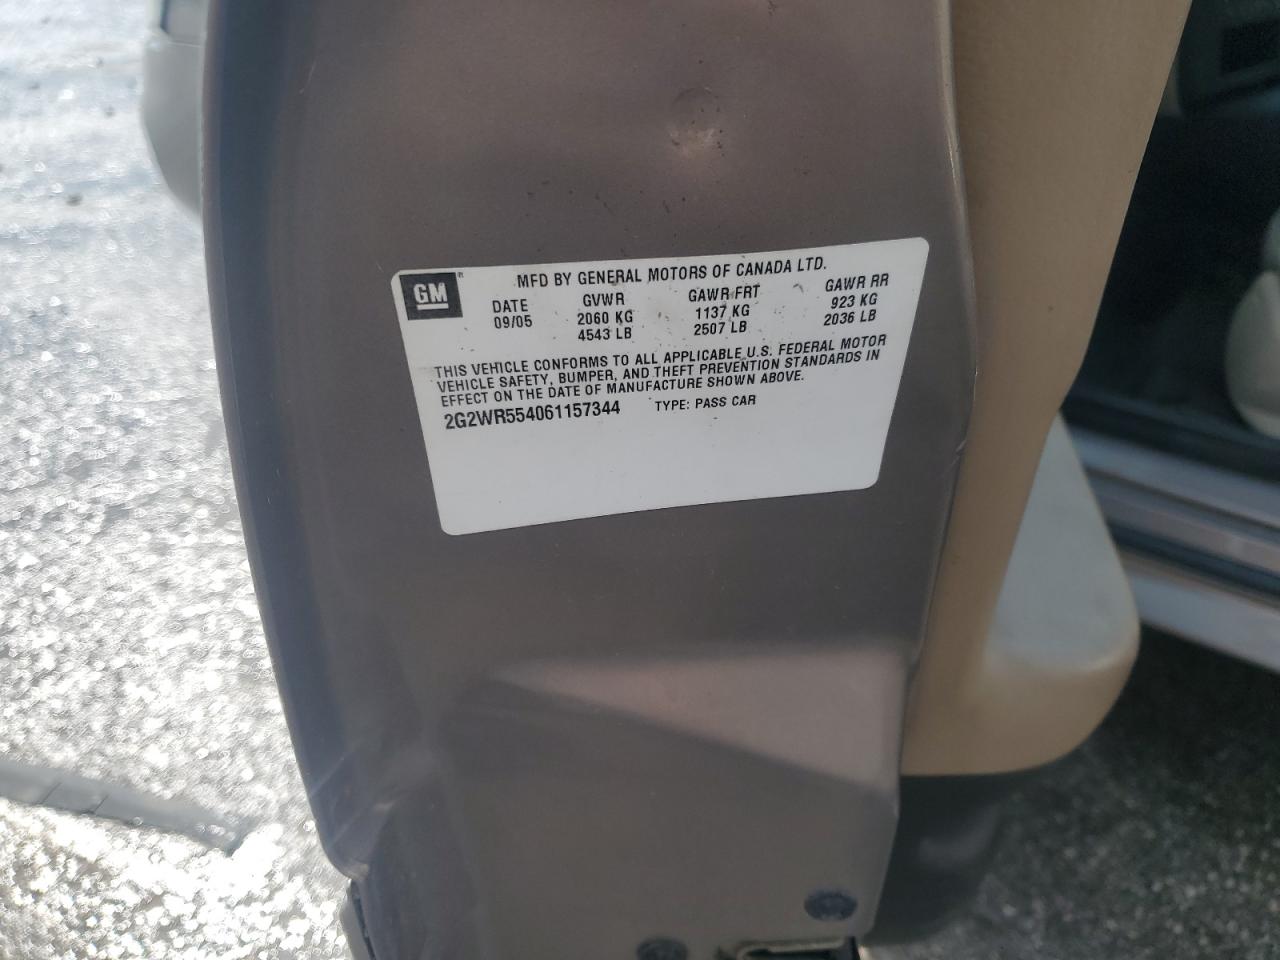 GM
MFD BY GENERAL MOTORS OF CANADA LTD.
DATE GVWR GAWR FRT GAWR RR
09/05 2060 KG 1137 KG 923 KG
4543 LB 2507 LB 2036 LB
THIS VEHICLE CONFORMS TO ALL APPLICABLE U.S. FEDERAL MOTOR
VEHICLE SAFETY, BUMPER, AND THEFT PREVENTION STANDARDS IN
EFFECT ON THE DATE OF MANUFACTURE SHOWN ABOVE.
2G2WR554061157344 TYPE: PASS CAR